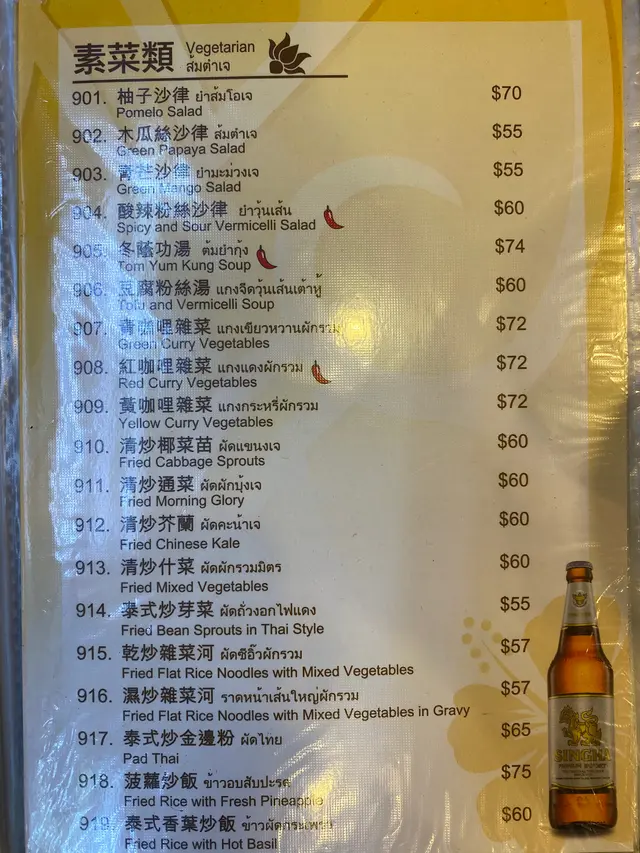 素菜類 Vegetarian
ส้มตำเจ
901. 柚子沙律 ยำส้มโอเจ $70
Pomelo Salad
902. 木瓜絲沙律 ส้มตำเจ $55
Green Papaya Salad
903. 青芒沙律 ยำมะม่วงเจ $55
Green Mango Salad
904. 酸辣粉絲沙律 ยำวุ้นเส้น $60
Spicy and Sour Vermicelli Salad
905. 冬蔭功湯 ต้มยำกุ้ง $74
Tom Yum Kung Soup
906. 豆腐粉絲湯 แกงจืดวุ้นเส้นเต้าหู้ $60
Tofu and Vermicelli Soup
907. 青咖哩雜菜 แกงเขียวหวานผักรวม $72
Green Curry Vegetables
908. 紅咖哩雜菜 แกงแดงผักรวม $72
Red Curry Vegetables
909. 黃咖哩雜菜 แกงกระหรี่ผักรวม $72
Yellow Curry Vegetables
910. 清炒椰菜苗 ผัดแขนงเจ $60
Fried Cabbage Sprouts
911. 清炒通菜 ผัดผักบุ้งเจ $60
Fried Morning Glory
912. 清炒芥蘭 ผัดคะน้าเจ $60
Fried Chinese Kale
913. 清炒什菜 ผัดผักรวมมิตร $60
Fried Mixed Vegetables
914. 泰式炒芽菜 ผัดถั่วงอกไฟแดง $55
Fried Bean Sprouts in Thai Style
915. 乾炒雜菜河 ผัดซีอิ๊วผักรวม $57
Fried Flat Rice Noodles with Mixed Vegetables
916. 濕炒雜菜河 ราดหน้าเส้นใหญ่ผักรวม $57
Fried Flat Rice Noodles with Mixed Vegetables in Gravy
917. 泰式炒金邊粉 ผัดไทย $65
Pad Thai
918. 菠蘿炒飯 ข้าวอบสับปะรด $75
Fried Rice with Fresh Pineapple
919. 泰式香葉炒飯 ข้าวผัดกระเพรา $60
Fried Rice with Hot Basil
SINGHA